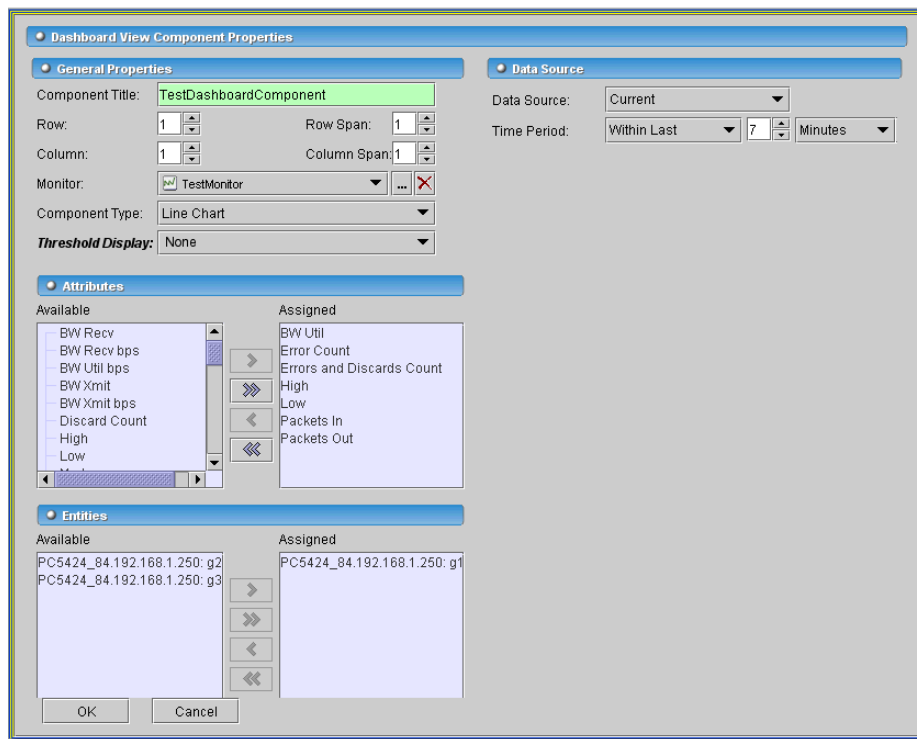 Dashboard View Component Properties
General Properties
Component Title: TestDashboardComponent
Row: 1 Row Span: 1
Column: 1 Column Span: 1
Monitor: TestMonitor ...
Component Type: Line Chart
Threshold Display: None
Data Source
Data Source: Current
Time Period: Within Last 7 Minutes
Attributes
Available
BW Recv
BW Recv bps
BW Util bps
BW Xmit
BW Xmit bps
Discard Count
High
Low
Assigned
BW Util
Error Count
Errors and Discards Count
High
Low
Packets In
Packets Out
Entities
Available
PC5424_84.192.168.1.250: g2
PC5424_84.192.168.1.250: g3
Assigned
PC5424_84.192.168.1.250: g1
OK Cancel